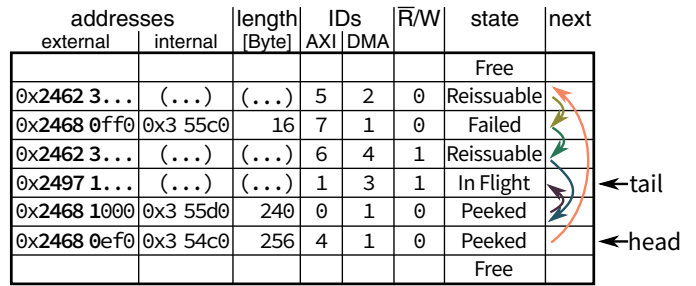 addresses length IDs R̅/W state next
external internal [Byte] AXI DMA
Free
0x2462 3... (...) (...) 5 2 0 Reissuable
0x2468 0ff0 0x3 55c0 16 7 1 0 Failed
0x2462 3... (...) (...) 6 4 1 Reissuable
0x2497 1... (...) (...) 1 3 1 In Flight tail
0x2468 1000 0x3 55d0 240 0 1 0 Peeked
0x2468 0ef0 0x3 54c0 256 4 1 0 Peeked head
Free